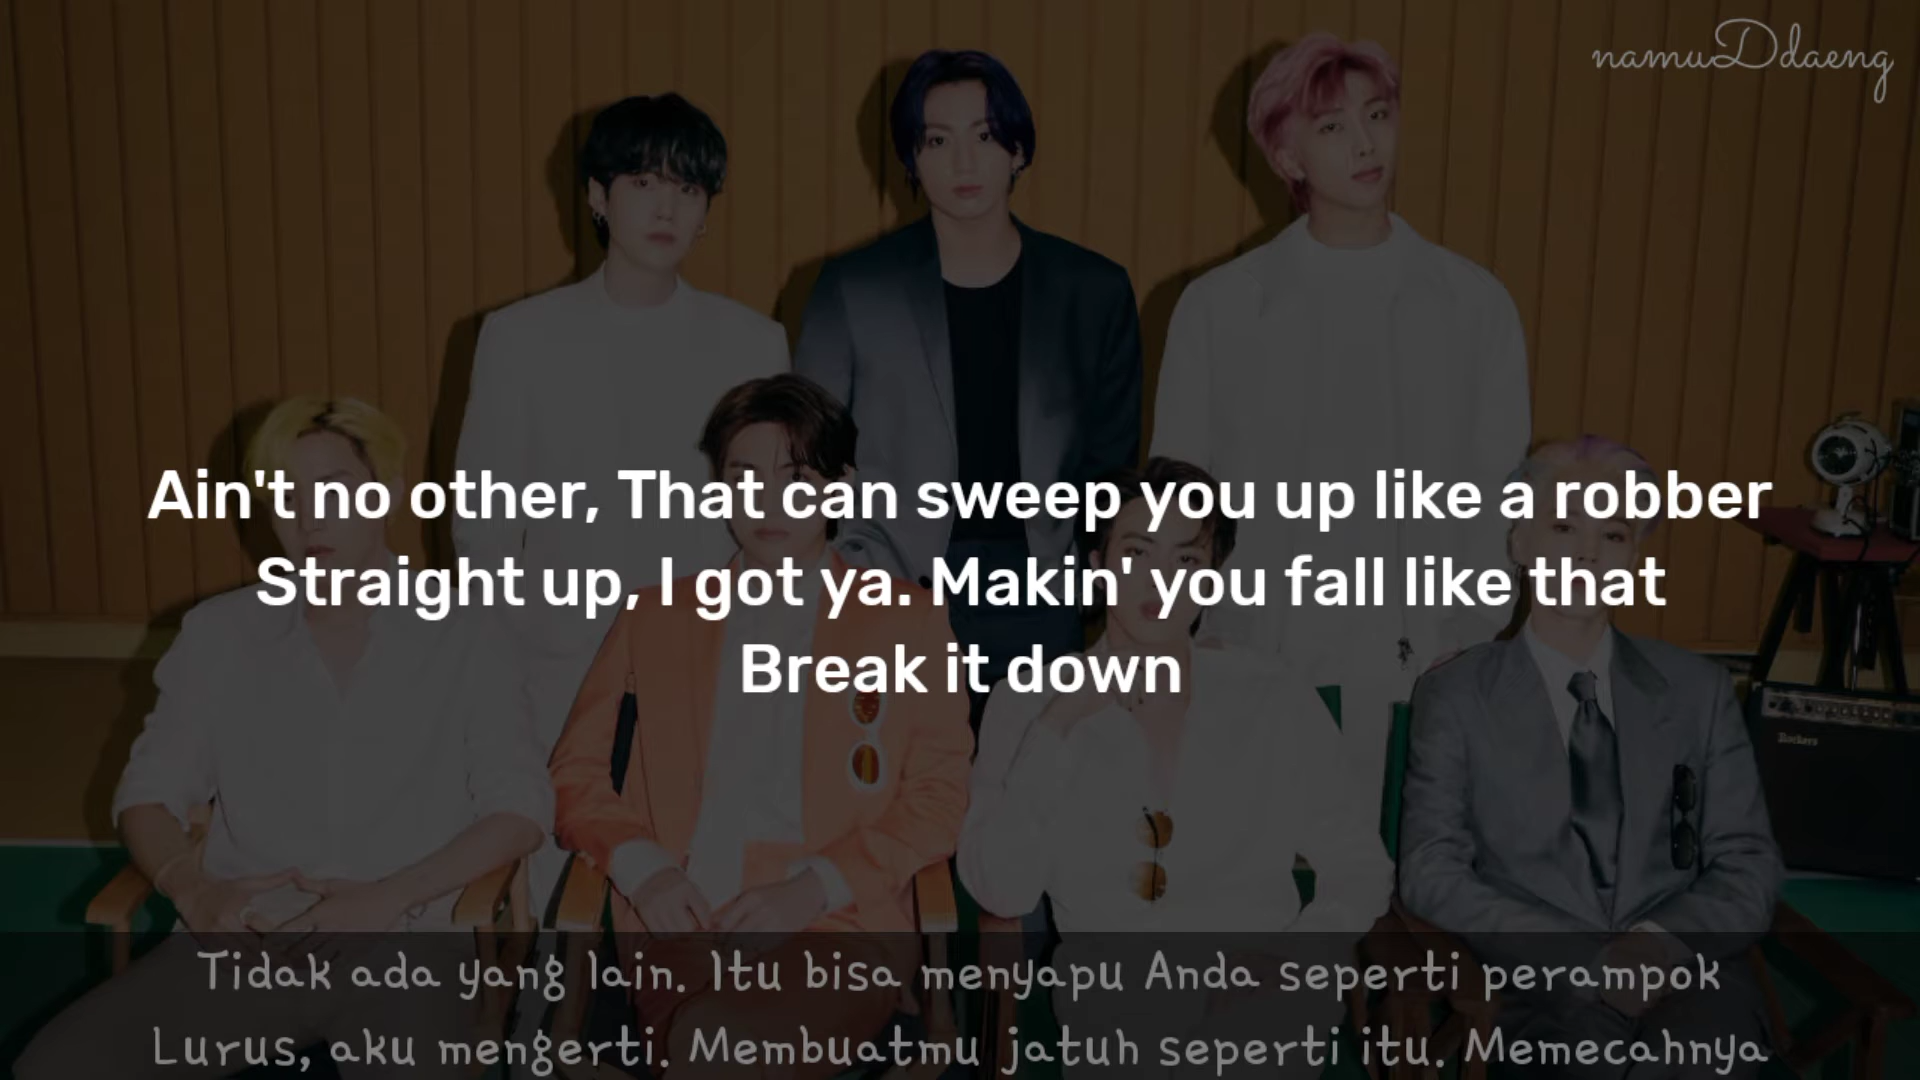 namuDdaeng
Ain't no other, That can sweep you up like a robber
Straight up, I got ya. Makin' you fall like that
Break it down
Rockers
Tidak ada yang lain. Itu bisa menyapu Anda seperti perampok
Lurus, aku mengerti. Membuatmu jatuh seperti itu. Memecahnya